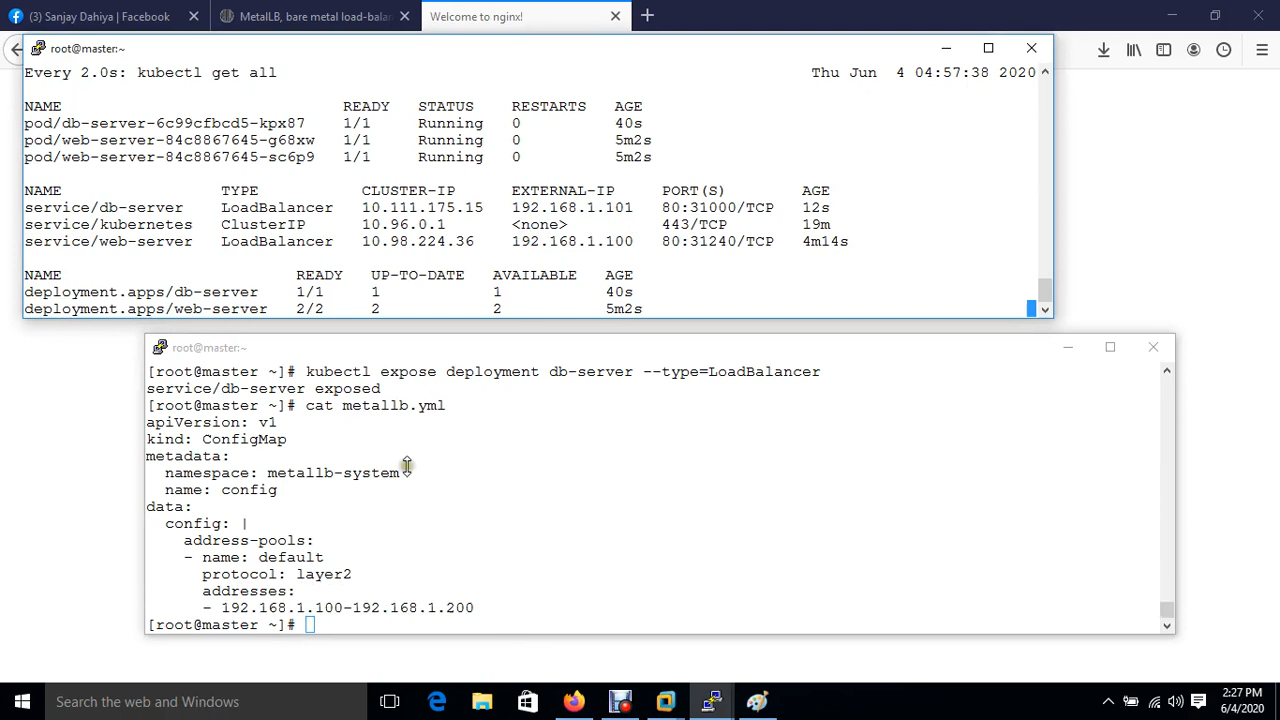 (3) Sanjay Dahiya | Facebook
MetalLB, bare metal load-balan
Welcome to nginx!
root@master:~
Every 2.0s: kubectl get all Thu Jun  4 04:57:38 2020
NAME READY STATUS RESTARTS AGE
pod/db-server-6c99cfbcd5-kpx87 1/1 Running 0 40s
pod/web-server-84c8867645-g68xw 1/1 Running 0 5m2s
pod/web-server-84c8867645-sc6p9 1/1 Running 0 5m2s
NAME TYPE CLUSTER-IP EXTERNAL-IP PORT(S) AGE
service/db-server LoadBalancer 10.111.175.15 192.168.1.101 80:31000/TCP 12s
service/kubernetes ClusterIP 10.96.0.1 <none> 443/TCP 19m
service/web-server LoadBalancer 10.98.224.36 192.168.1.100 80:31240/TCP 4m14s
NAME READY UP-TO-DATE AVAILABLE AGE
deployment.apps/db-server 1/1 1 1 40s
deployment.apps/web-server 2/2 2 2 5m2s
root@master:~
[root@master ~]# kubectl expose deployment db-server --type=LoadBalancer
service/db-server exposed
[root@master ~]# cat metallb.yml
apiVersion: v1
kind: ConfigMap
metadata:
  namespace: metallb-system
  name: config
data:
  config: |
    address-pools:
    - name: default
      protocol: layer2
      addresses:
      - 192.168.1.100-192.168.1.200
[root@master ~]#
Search the web and Windows
2:27 PM
6/4/2020